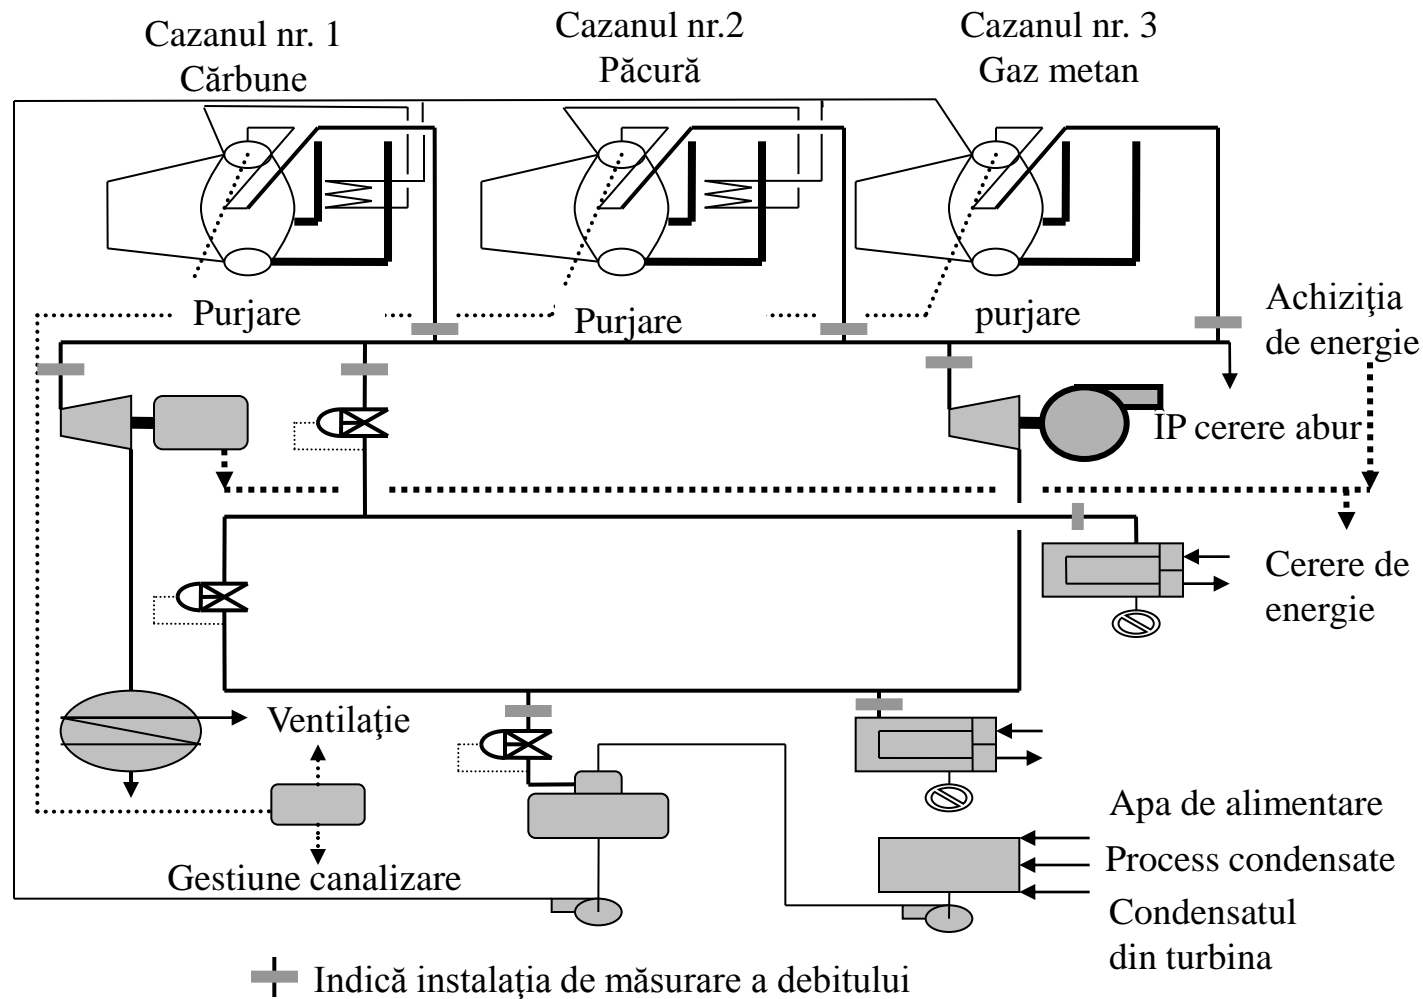 Cazanul nr. 1
Cărbune
Cazanul nr.2
Păcură
Cazanul nr. 3
Gaz metan
Purjare
Purjare
purjare
Achiziţia
de energie
ÎP cerere abur
Cerere de
energie
Ventilaţie
Gestiune canalizare
Apa de alimentare
Process condensate
Condensatul
din turbina
Indică instalaţia de măsurare a debitului